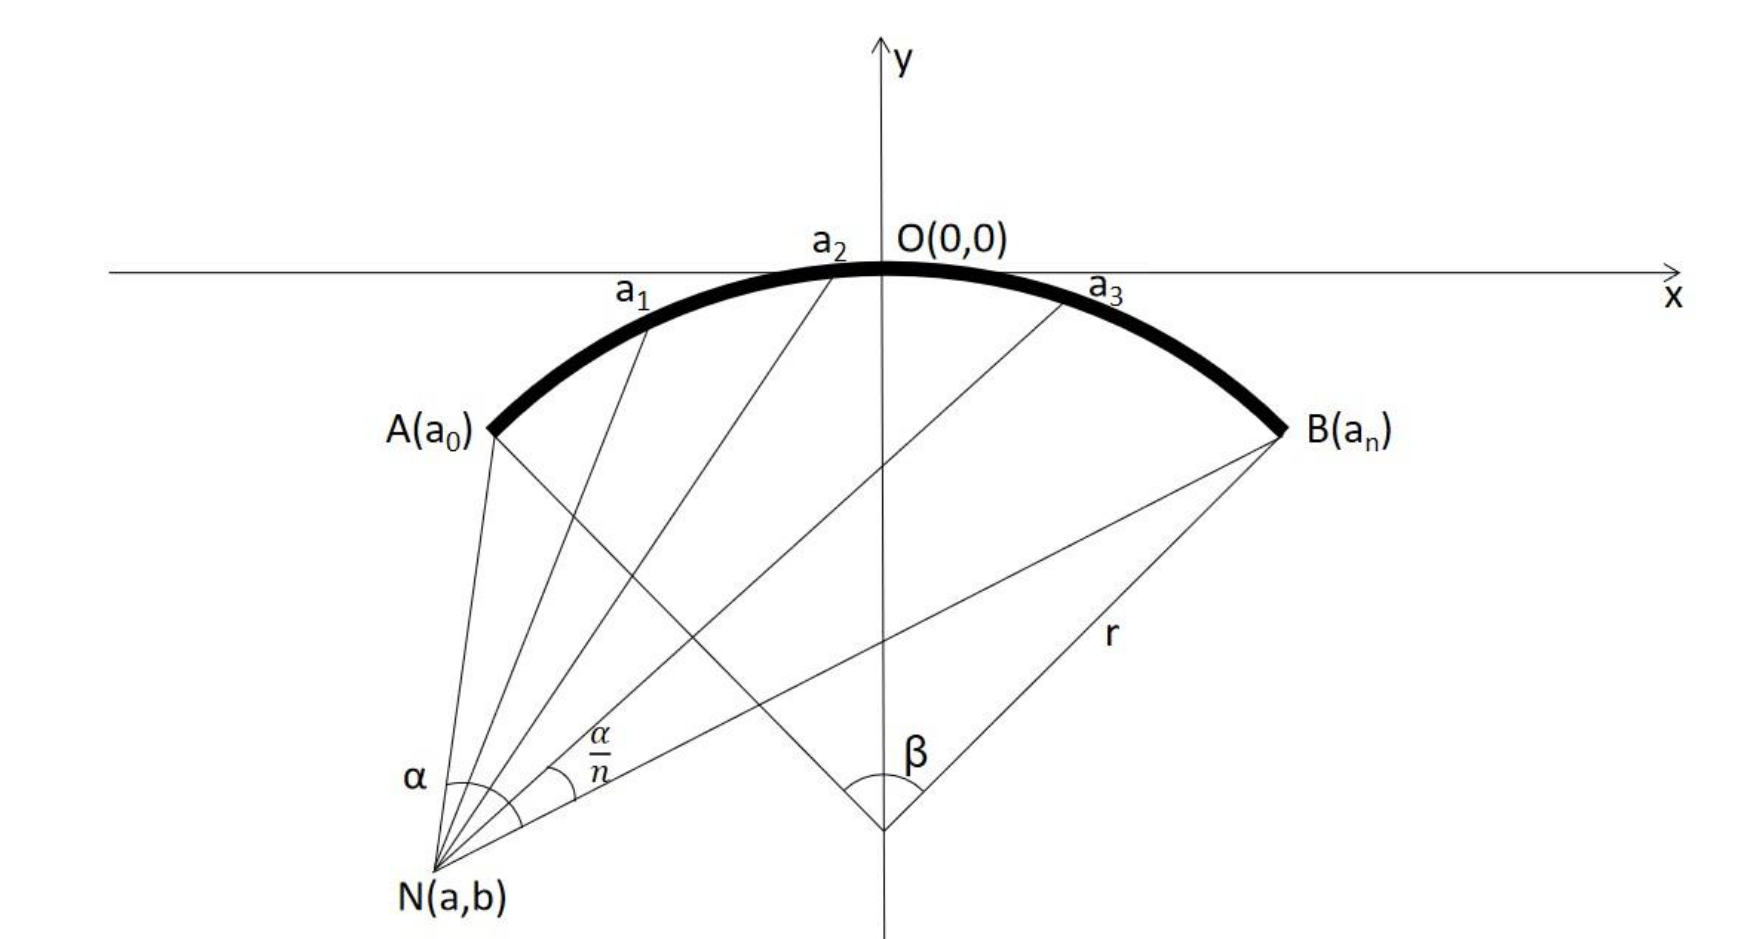 y
a₂ O(0,0)
a₁ a₃
x
A(a₀) B(aₙ)
r
α/n
β
α
N(a,b)